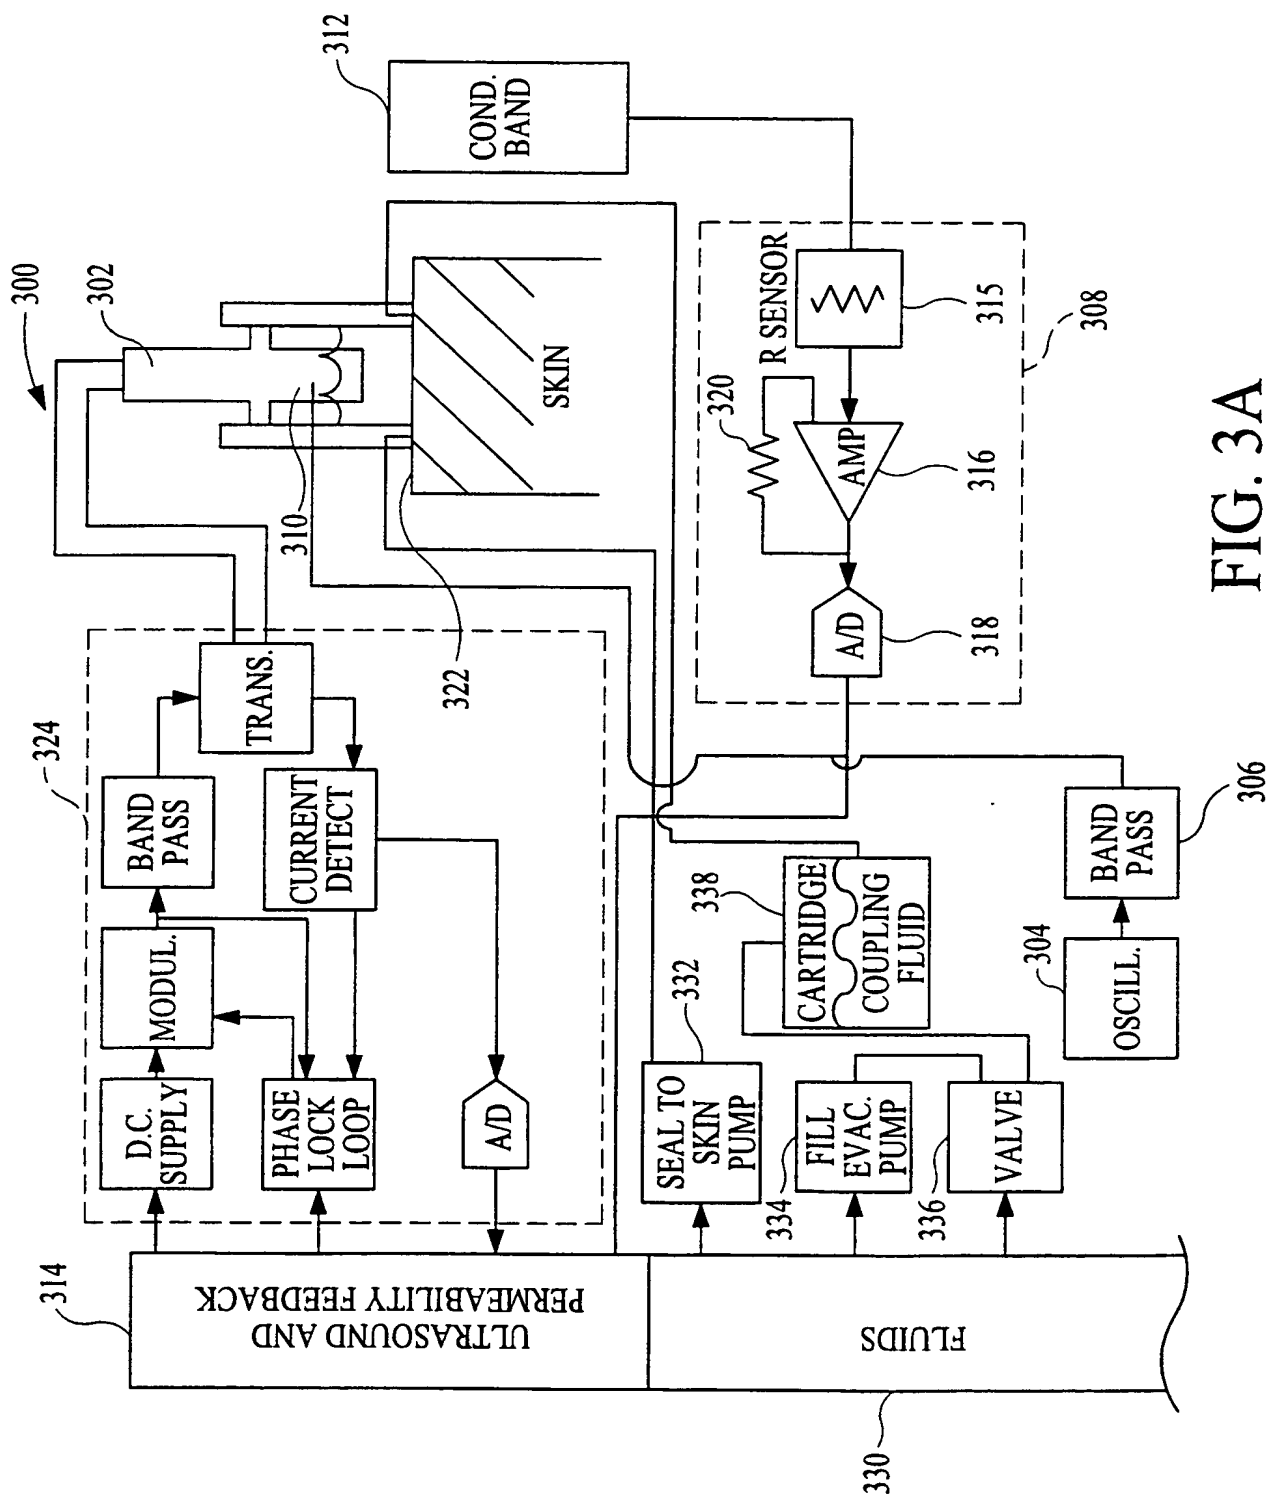 300
302
312
COND.
BAND
310
SKIN
322
324
TRANS.
BAND
PASS
CURRENT
DETECT
MODUL.
D.C.
SUPPLY
PHASE
LOCK
LOOP
A/D
314
ULTRASOUND AND
PERMEABILITY FEEDBACK
R SENSOR
315
308
320
AMP
316
A/D
318
338
CARTRIDGE
COUPLING
FLUID
332
SEAL TO
SKIN
PUMP
334
FILL
EVAC.
PUMP
336
VALVE
304
OSCILL.
306
BAND
PASS
FLUIDS
330
FIG. 3A